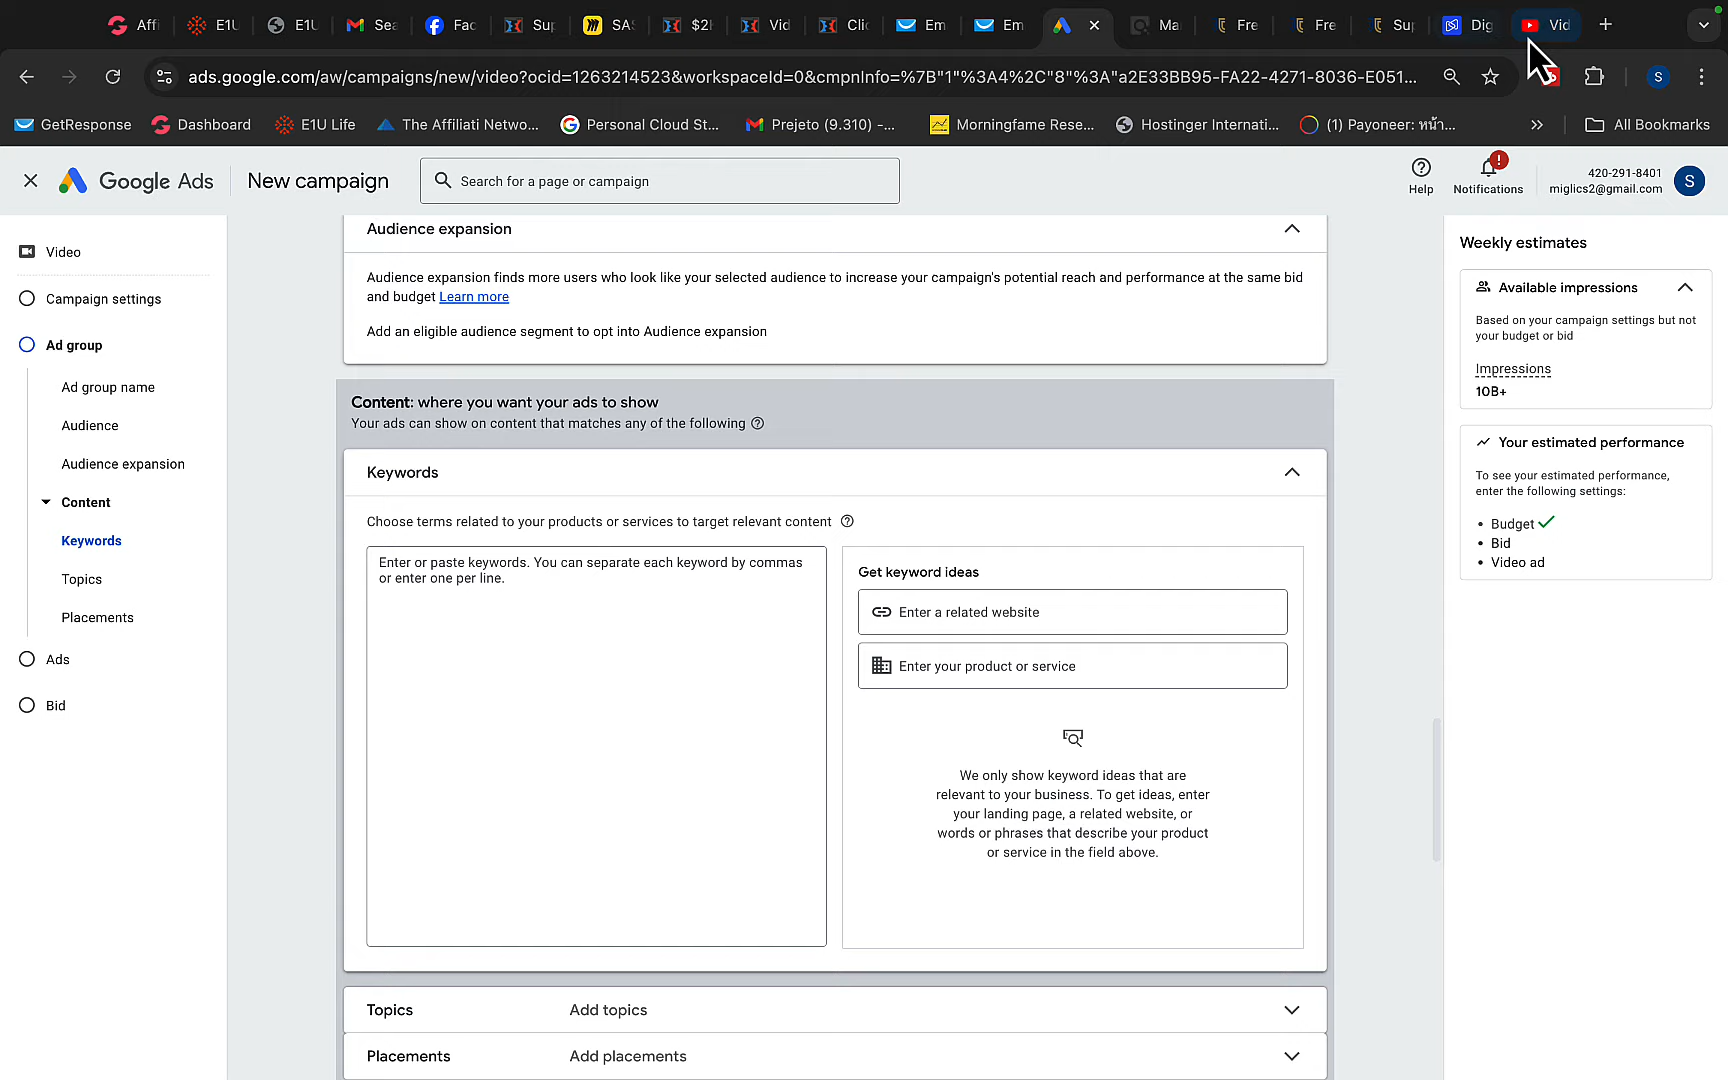 Affi
E1U
E1U
Sea
Fac
Sup
SAS
$2
Vid
Clic
Em
Em
Ma
Fre
Fre
Sup
Dig
Vid
ads.google.com/aw/campaigns/new/video?ocid=1263214523&workspaceId=0&cmpnInfo=%7B"1"%3A4%2C"8"%3A"a2E33BB95-FA22-4271-8036-E051...
S
GetResponse
Dashboard
E1U Life
The Affiliati Netwo...
Personal Cloud St...
Prejeto (9.310) -...
Morningfame Rese...
Hostinger Internati...
(1) Payoneer: หน้า...
All Bookmarks
Google Ads
New campaign
Search for a page or campaign
Help
Notifications
420-291-8401
miglics2@gmail.com
S
Video
Campaign settings
Ad group
Ad group name
Audience
Audience expansion
Content
Keywords
Topics
Placements
Ads
Bid
Audience expansion
Audience expansion finds more users who look like your selected audience to increase your campaign's potential reach and performance at the same bid
and budget Learn more
Add an eligible audience segment to opt into Audience expansion
Content: where you want your ads to show
Your ads can show on content that matches any of the following
Keywords
Choose terms related to your products or services to target relevant content
Enter or paste keywords. You can separate each keyword by commas
or enter one per line.
Get keyword ideas
Enter a related website
Enter your product or service
We only show keyword ideas that are
relevant to your business. To get ideas, enter
your landing page, a related website, or
words or phrases that describe your product
or service in the field above.
Topics
Add topics
Placements
Add placements
Weekly estimates
Available impressions
Based on your campaign settings but not
your budget or bid
Impressions
10B+
Your estimated performance
To see your estimated performance,
enter the following settings:
• Budget
• Bid
• Video ad